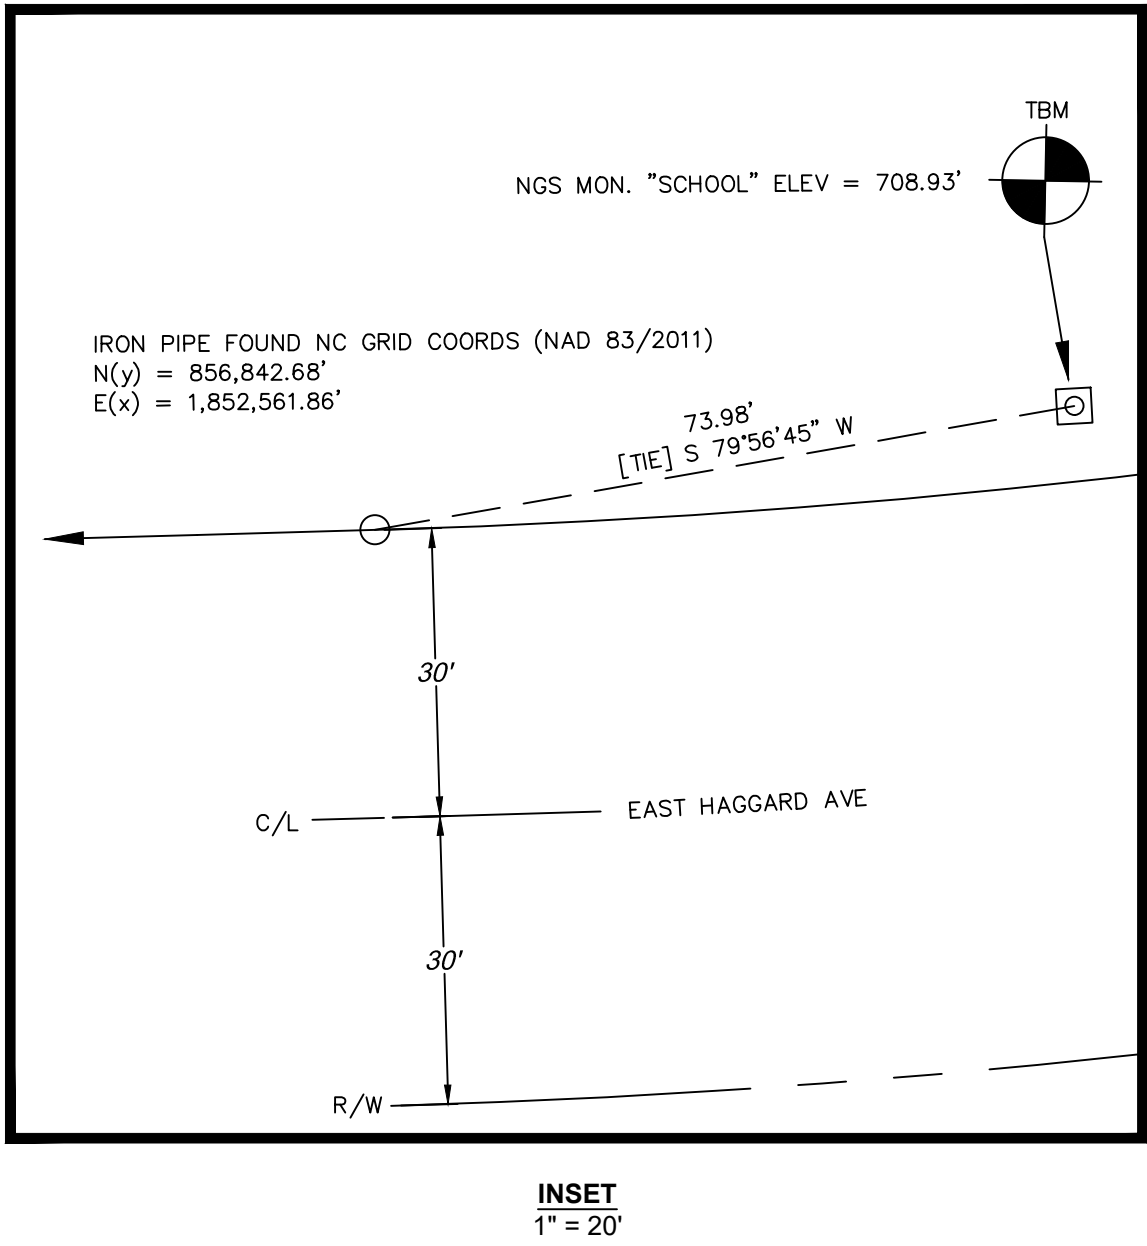 TBM
NGS MON. "SCHOOL" ELEV = 708.93'
IRON PIPE FOUND NC GRID COORDS (NAD 83/2011)
N(y) = 856,842.68'
E(x) = 1,852,561.86'
73.98'
[TIE] S 79°56'45" W
30'
C/L
EAST HAGGARD AVE
30'
R/W
INSET
1" = 20'